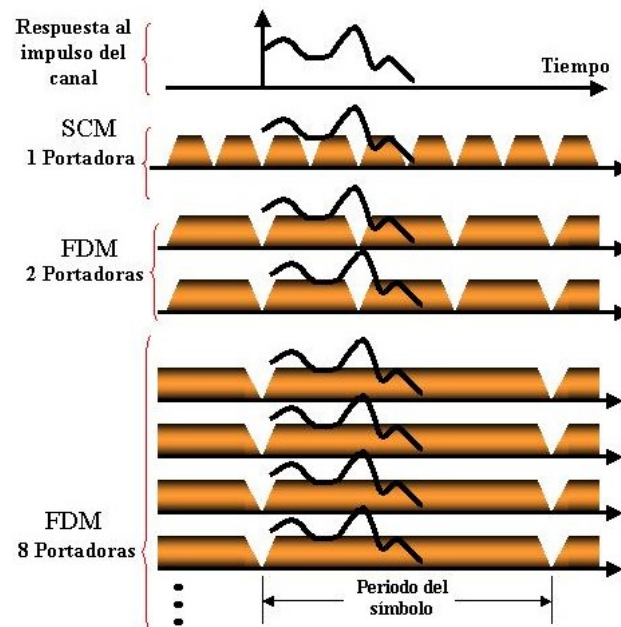 Respuesta al
impulso del
canal
Tiempo
SCM
1 Portadora
FDM
2 Portadoras
FDM
8 Portadoras
Periodo del
símbolo